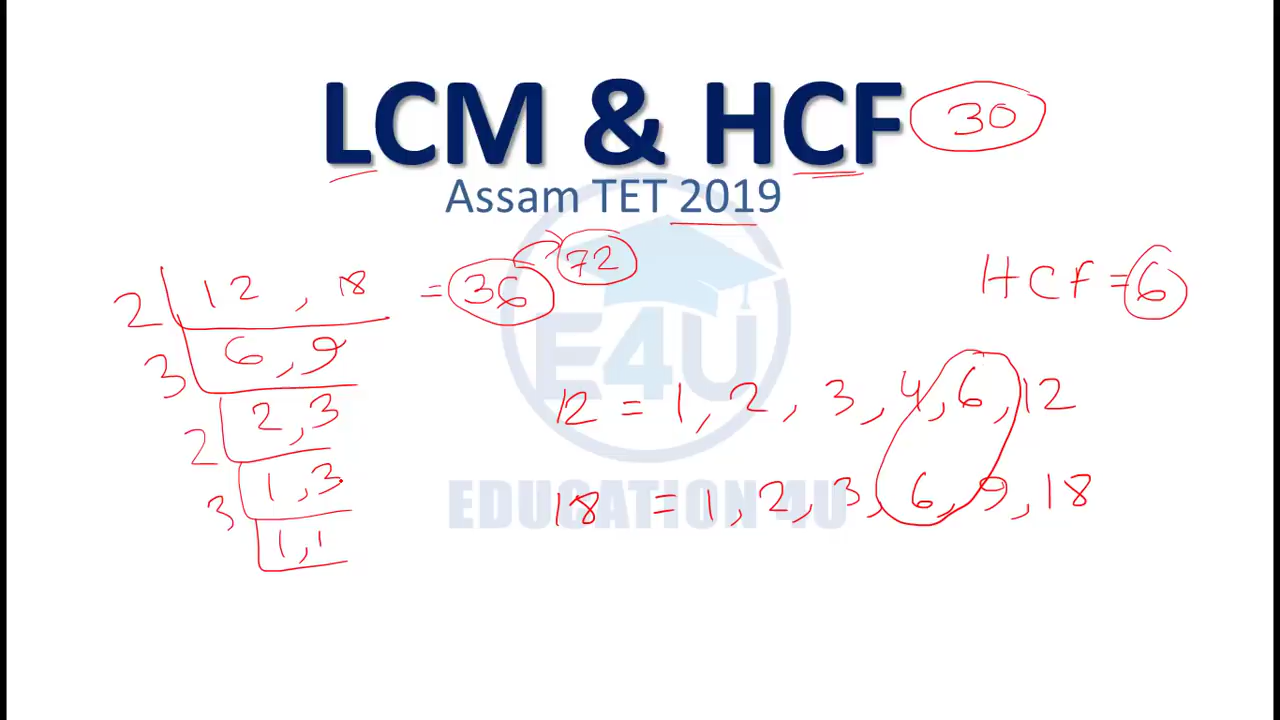 LCM & HCF 30
Assam TET 2019
2 12, 18 = 36 72
3 6, 9
2 2, 3
3 1, 3
1, 1
HCF = 6
12 = 1, 2, 3, 4, 6, 12
18 = 1, 2, 3, 6, 9, 18
E4U
EDUCATION 4U